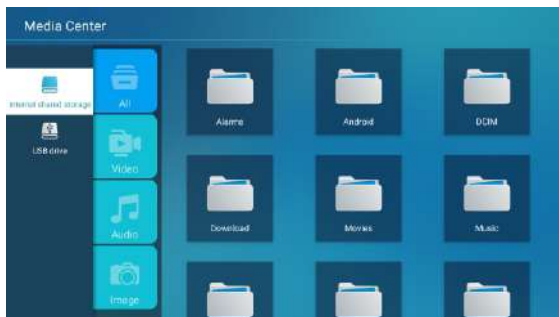 Media Center
Internal shared storage
USB drive
All
Video
Audio
Image
Alarms
Android
DCIM
Download
Movies
Music